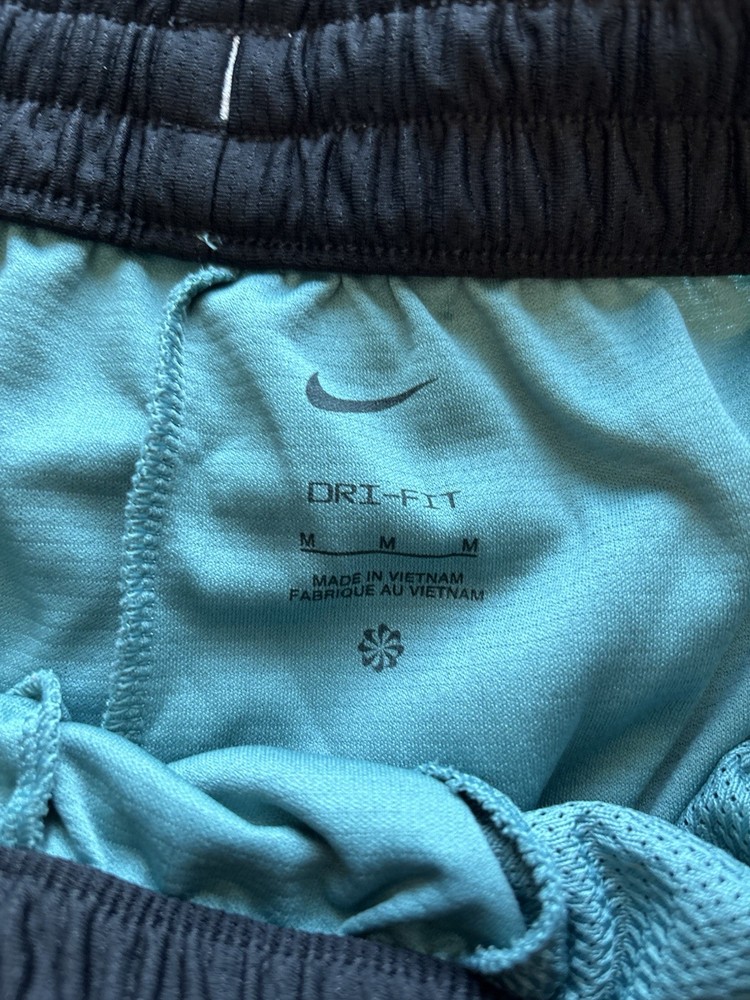 DRI-FIT
M M M
MADE IN VIETNAM
FABRIQUE AU VIETNAM